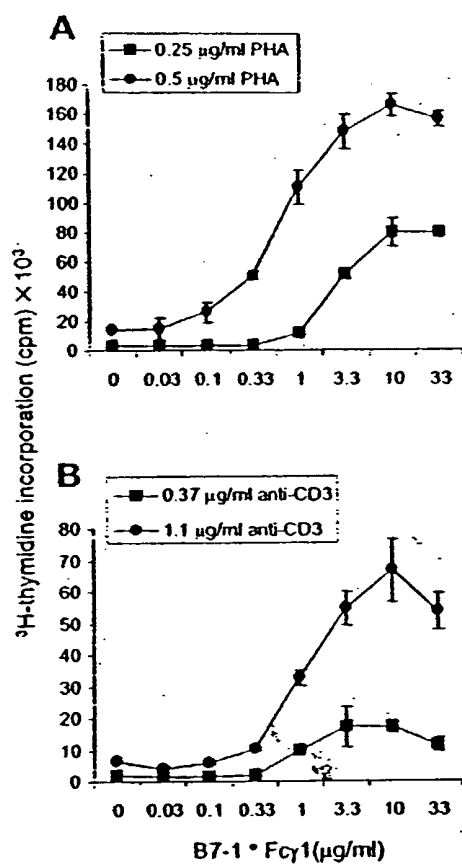 A
0.25 µg/ml PHA
0.5 µg/ml PHA
180
160
140
120
100
80
60
40
20
0
0 0.03 0.1 0.33 1 3.3 10 33
³H-thymidine incorporation (cpm) × 10³
B
0.37 µg/ml anti-CD3
1.1 µg/ml anti-CD3
80
70
60
50
40
30
20
10
0
0 0.03 0.1 0.33 1 3.3 10 33
B7-1 • Fcγ1(µg/ml)